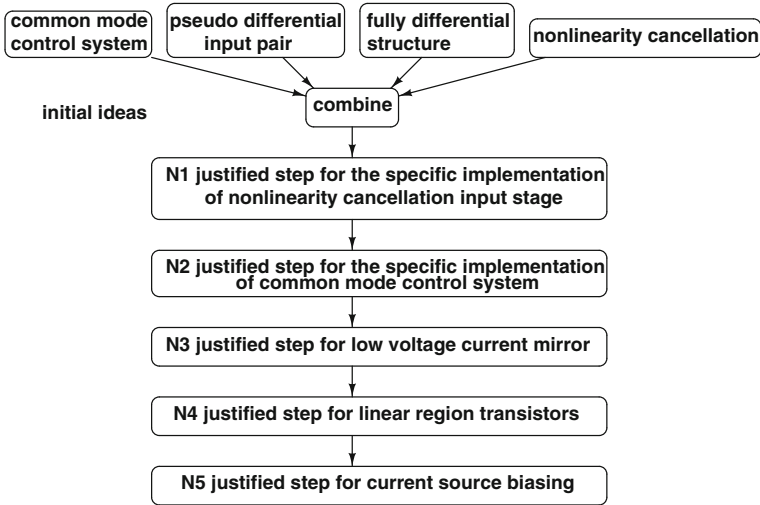 common mode
control system
pseudo differential
input pair
fully differential
structure
nonlinearity cancellation
initial ideas
combine
N1 justified step for the specific implementation
of nonlinearity cancellation input stage
N2 justified step for the specific implementation
of common mode control system
N3 justified step for low voltage current mirror
N4 justified step for linear region transistors
N5 justified step for current source biasing